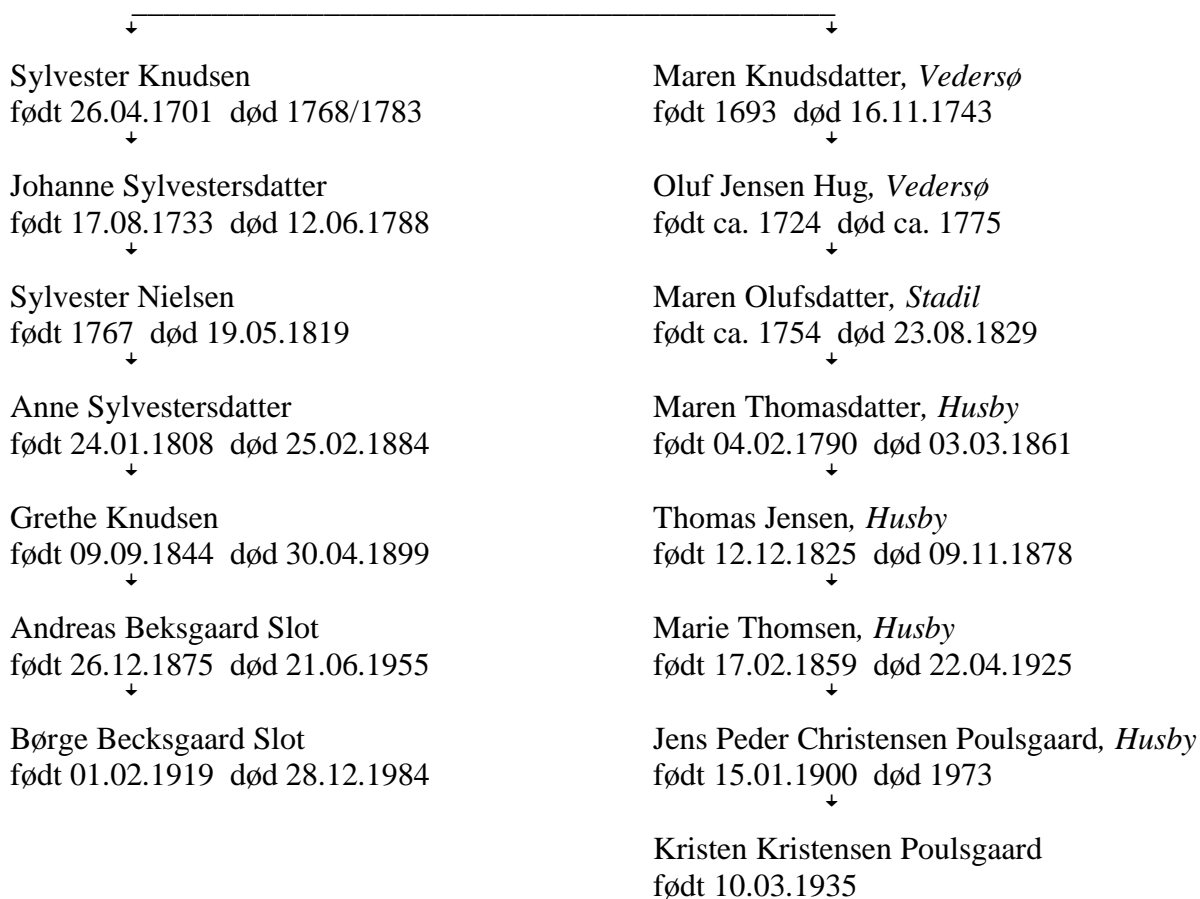 Sylvester Knudsen
født 26.04.1701 død 1768/1783
Johanne Sylvestersdatter
født 17.08.1733 død 12.06.1788
Sylvester Nielsen
født 1767 død 19.05.1819
Anne Sylvestersdatter
født 24.01.1808 død 25.02.1884
Grethe Knudsen
født 09.09.1844 død 30.04.1899
Andreas Beksgaard Slot
født 26.12.1875 død 21.06.1955
Børge Becksgaard Slot
født 01.02.1919 død 28.12.1984
Maren Knudsdatter, Vedersø
født 1693 død 16.11.1743
Oluf Jensen Hug, Vedersø
født ca. 1724 død ca. 1775
Maren Olufsdatter, Stadil
født ca. 1754 død 23.08.1829
Maren Thomasdatter, Husby
født 04.02.1790 død 03.03.1861
Thomas Jensen, Husby
født 12.12.1825 død 09.11.1878
Marie Thomsen, Husby
født 17.02.1859 død 22.04.1925
Jens Peder Christensen Poulsgaard, Husby
født 15.01.1900 død 1973
Kristen Kristensen Poulsgaard
født 10.03.1935